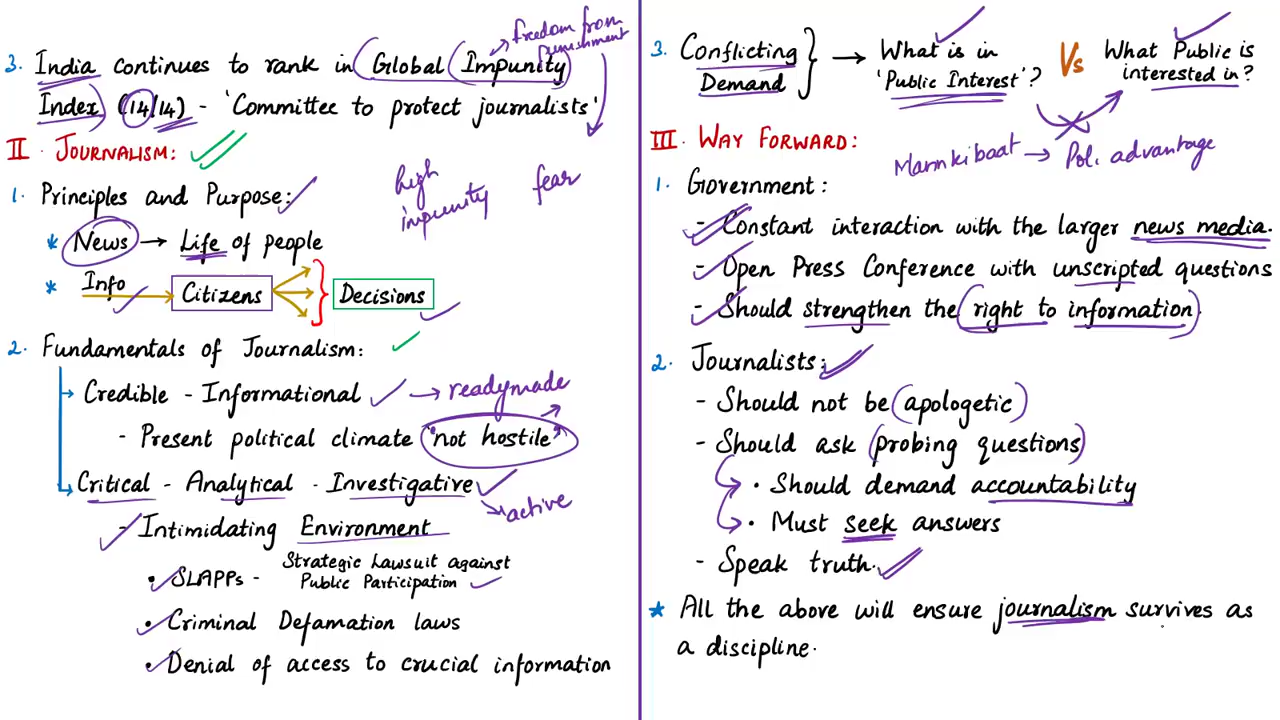 freedom from
punishment
3. India continues to rank in Global Impunity
Index (14/14) - 'Committee to protect journalists'
II. JOURNALISM:
high
impunity
fear
1. Principles and Purpose:
* News → Life of people
* Info → Citizens → Decisions
2. Fundamentals of Journalism:
→ Credible - Informational → readymade
- Present political climate "not hostile"
→ Critical - Analytical - Investigative
→ active
- Intimidating Environment
• SLAPPs - Strategic Lawsuit against
Public Participation
• Criminal Defamation laws
• Denial of access to crucial information
3. Conflicting Demand } → What is in 'Public Interest'? Vs What Public is interested in?
III. WAY FORWARD:
Mannkibaat → Pol. advantage
1. Government:
- Constant interaction with the larger news media.
- Open Press Conference with unscripted questions
- Should strengthen the (right to information)
2. Journalists:
- Should not be (apologetic)
- Should ask (probing questions)
• Should demand accountability
• Must seek answers
- Speak truth.
* All the above will ensure journalism survives as
a discipline.